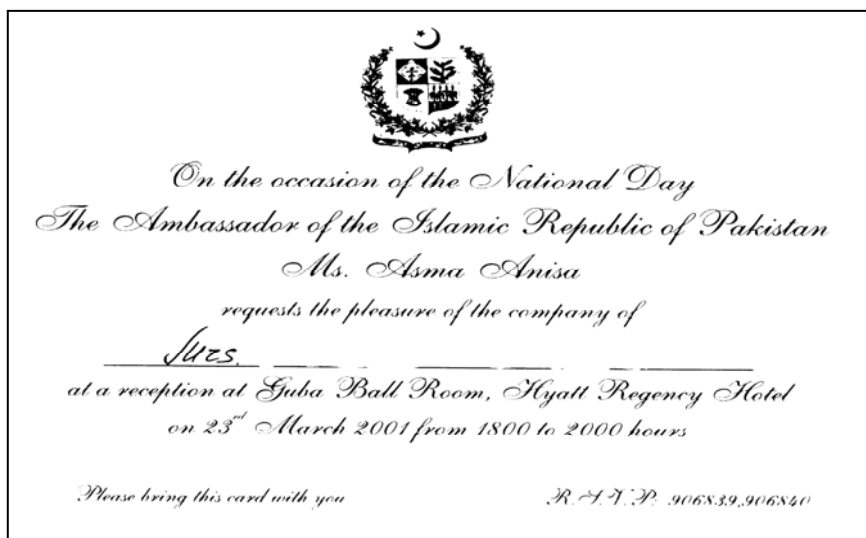 On the occasion of the National Day
The Ambassador of the Islamic Republic of Pakistan
Ms. Asma Anisa
requests the pleasure of the company of
Mrs.
at a reception at Guba Ball Room, Hyatt Regency Hotel
on 23rd March 2001 from 1800 to 2000 hours
Please bring this card with you R.S.V.P: 906839,906840